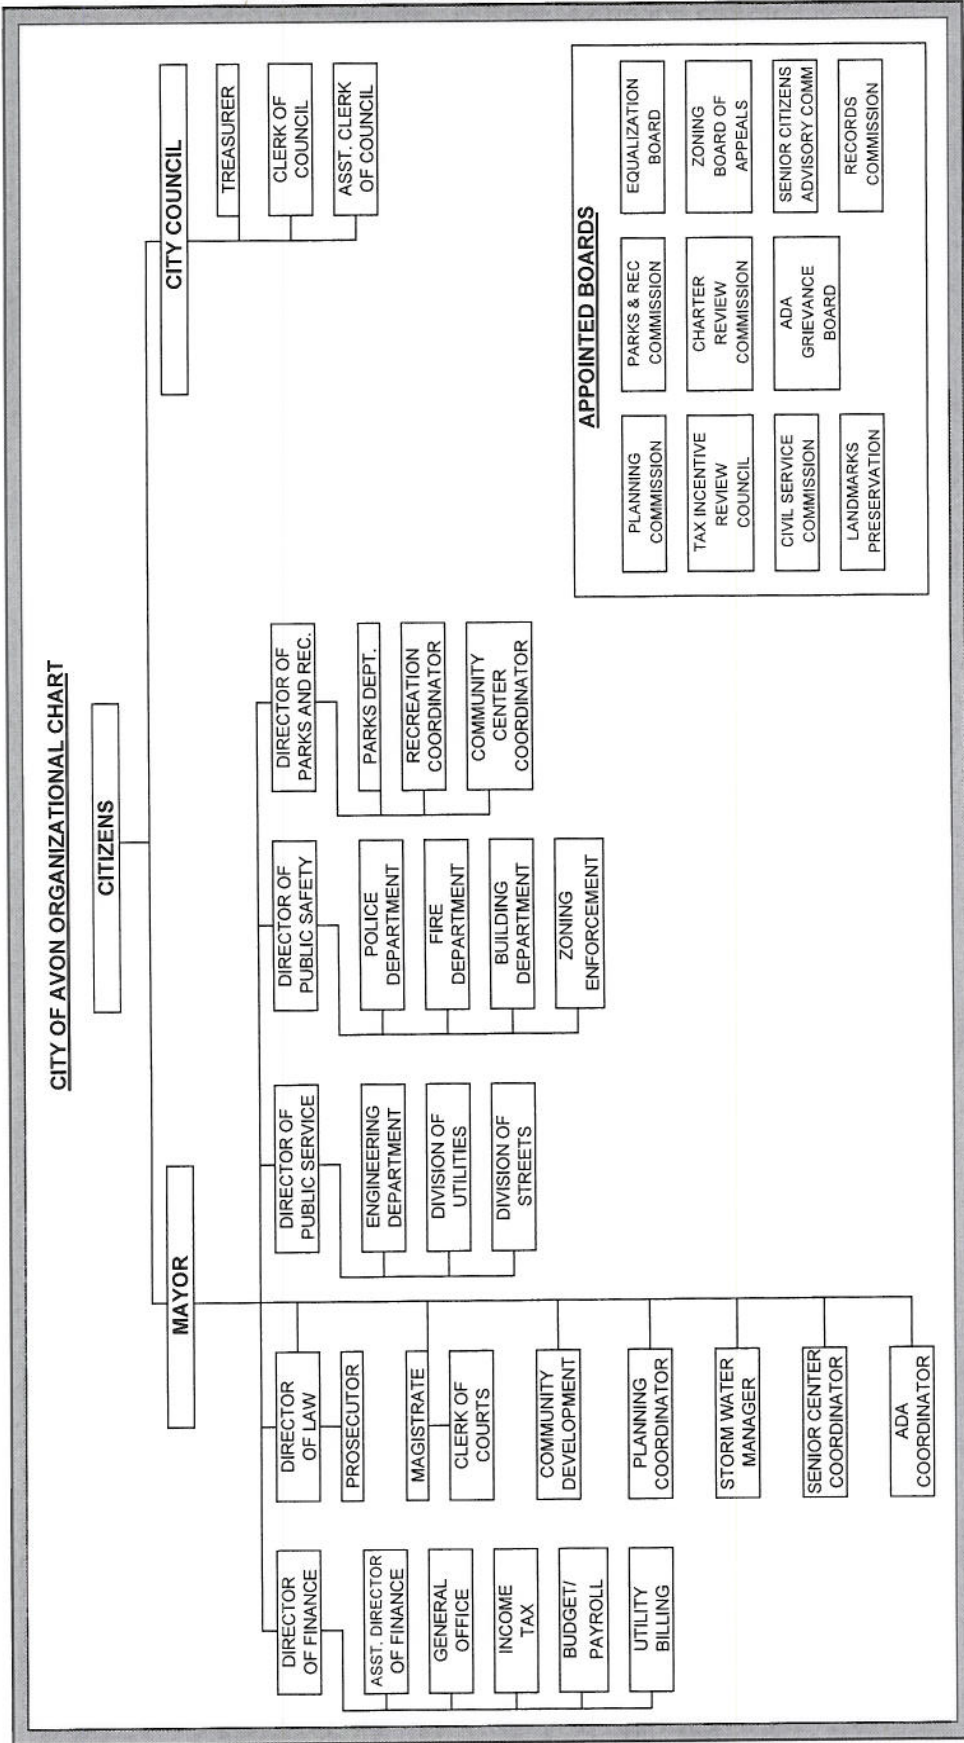 CITY OF AVON ORGANIZATIONAL CHART
CITIZENS
MAYOR
CITY COUNCIL
TREASURER
CLERK OF
COUNCIL
ASST. CLERK
OF COUNCIL
DIRECTOR
OF FINANCE
ASST. DIRECTOR
OF FINANCE
GENERAL
OFFICE
INCOME
TAX
BUDGET/
PAYROLL
UTILITY
BILLING
DIRECTOR
OF LAW
PROSECUTOR
MAGISTRATE
CLERK OF
COURTS
COMMUNITY
DEVELOPMENT
PLANNING
COORDINATOR
STORM WATER
MANAGER
SENIOR CENTER
COORDINATOR
ADA
COORDINATOR
DIRECTOR OF
PUBLIC SERVICE
ENGINEERING
DEPARTMENT
DIVISION OF
UTILITIES
DIVISION OF
STREETS
DIRECTOR OF
PUBLIC SAFETY
POLICE
DEPARTMENT
FIRE
DEPARTMENT
BUILDING
DEPARTMENT
ZONING
ENFORCEMENT
DIRECTOR OF
PARKS AND REC.
PARKS DEPT.
RECREATION
COORDINATOR
COMMUNITY
CENTER
COORDINATOR
APPOINTED BOARDS
PLANNING
COMMISSION
PARKS & REC
COMMISSION
EQUALIZATION
BOARD
TAX INCENTIVE
REVIEW
COUNCIL
CHARTER
REVIEW
COMMISSION
ZONING
BOARD OF
APPEALS
CIVIL SERVICE
COMMISSION
ADA
GRIEVANCE
BOARD
SENIOR CITIZENS
ADVISORY COMM
LANDMARKS
PRESERVATION
RECORDS
COMMISSION